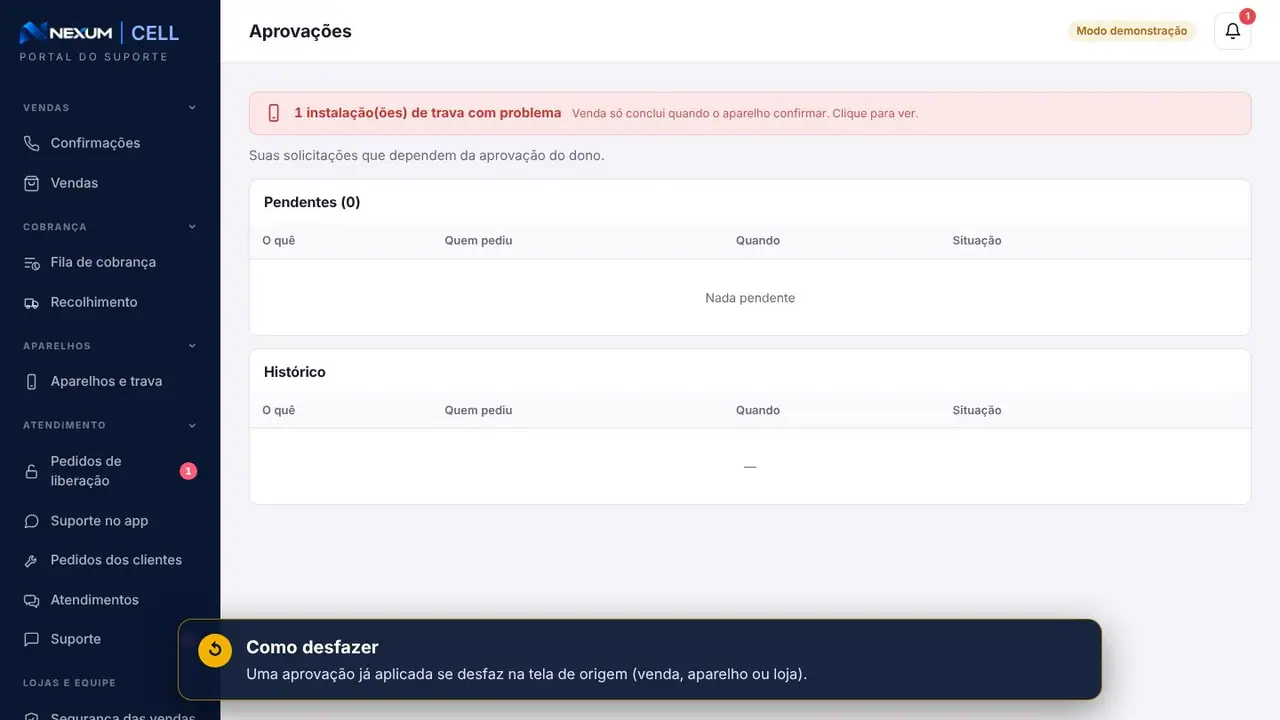 NEXUM | CELL
PORTAL DO SUPORTE
VENDAS
Confirmações
Vendas
COBRANÇA
Fila de cobrança
Recolhimento
APARELHOS
Aparelhos e trava
ATENDIMENTO
Pedidos de
liberação
1
Suporte no app
Pedidos dos clientes
Atendimentos
Suporte
LOJAS E EQUIPE
Segurança das vendas
Aprovações
Modo demonstração
1
1 instalação(ões) de trava com problema Venda só conclui quando o aparelho confirmar. Clique para ver.
Suas solicitações que dependem da aprovação do dono.
Pendentes (0)
O quê Quem pediu Quando Situação
Nada pendente
Histórico
O quê Quem pediu Quando Situação
—
Como desfazer
Uma aprovação já aplicada se desfaz na tela de origem (venda, aparelho ou loja).